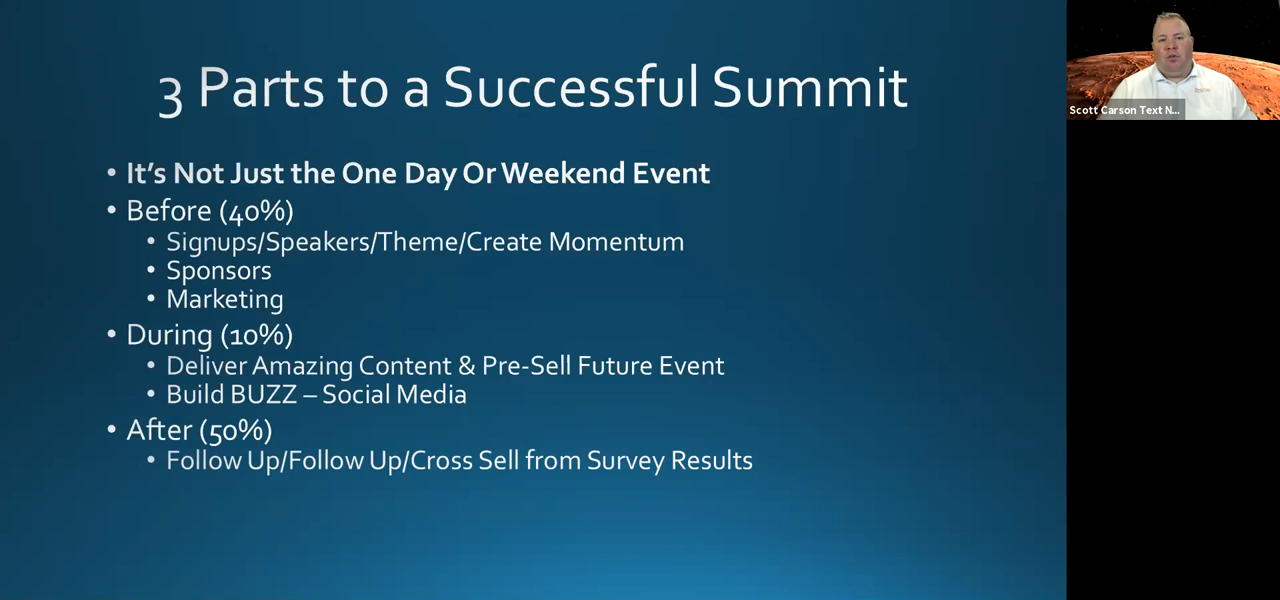 3 Parts to a Successful Summit
• It's Not Just the One Day Or Weekend Event
• Before (40%)
• Signups/Speakers/Theme/Create Momentum
• Sponsors
• Marketing
• During (10%)
• Deliver Amazing Content & Pre-Sell Future Event
• Build BUZZ – Social Media
• After (50%)
• Follow Up/Follow Up/Cross Sell from Survey Results
Scott Carson Text N...